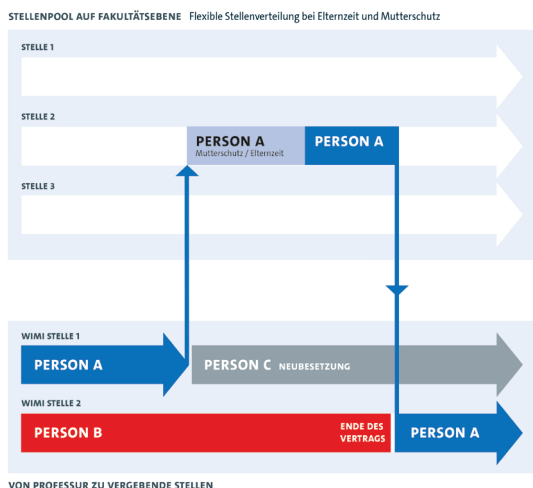 STELLENPOOL AUF FAKULTÄTSEBENE Flexible Stellenverteilung bei Elternzeit und Mutterschutz
STELLE 1
STELLE 2
PERSON A
Mutterschutz / Elternzeit
PERSON A
STELLE 3
WIMI STELLE 1
PERSON A
PERSON C NEUBESETZUNG
WIMI STELLE 2
PERSON B
ENDE DES
VERTRAGS
PERSON A
VON PROFESSUR ZU VERGEBENDE STELLEN